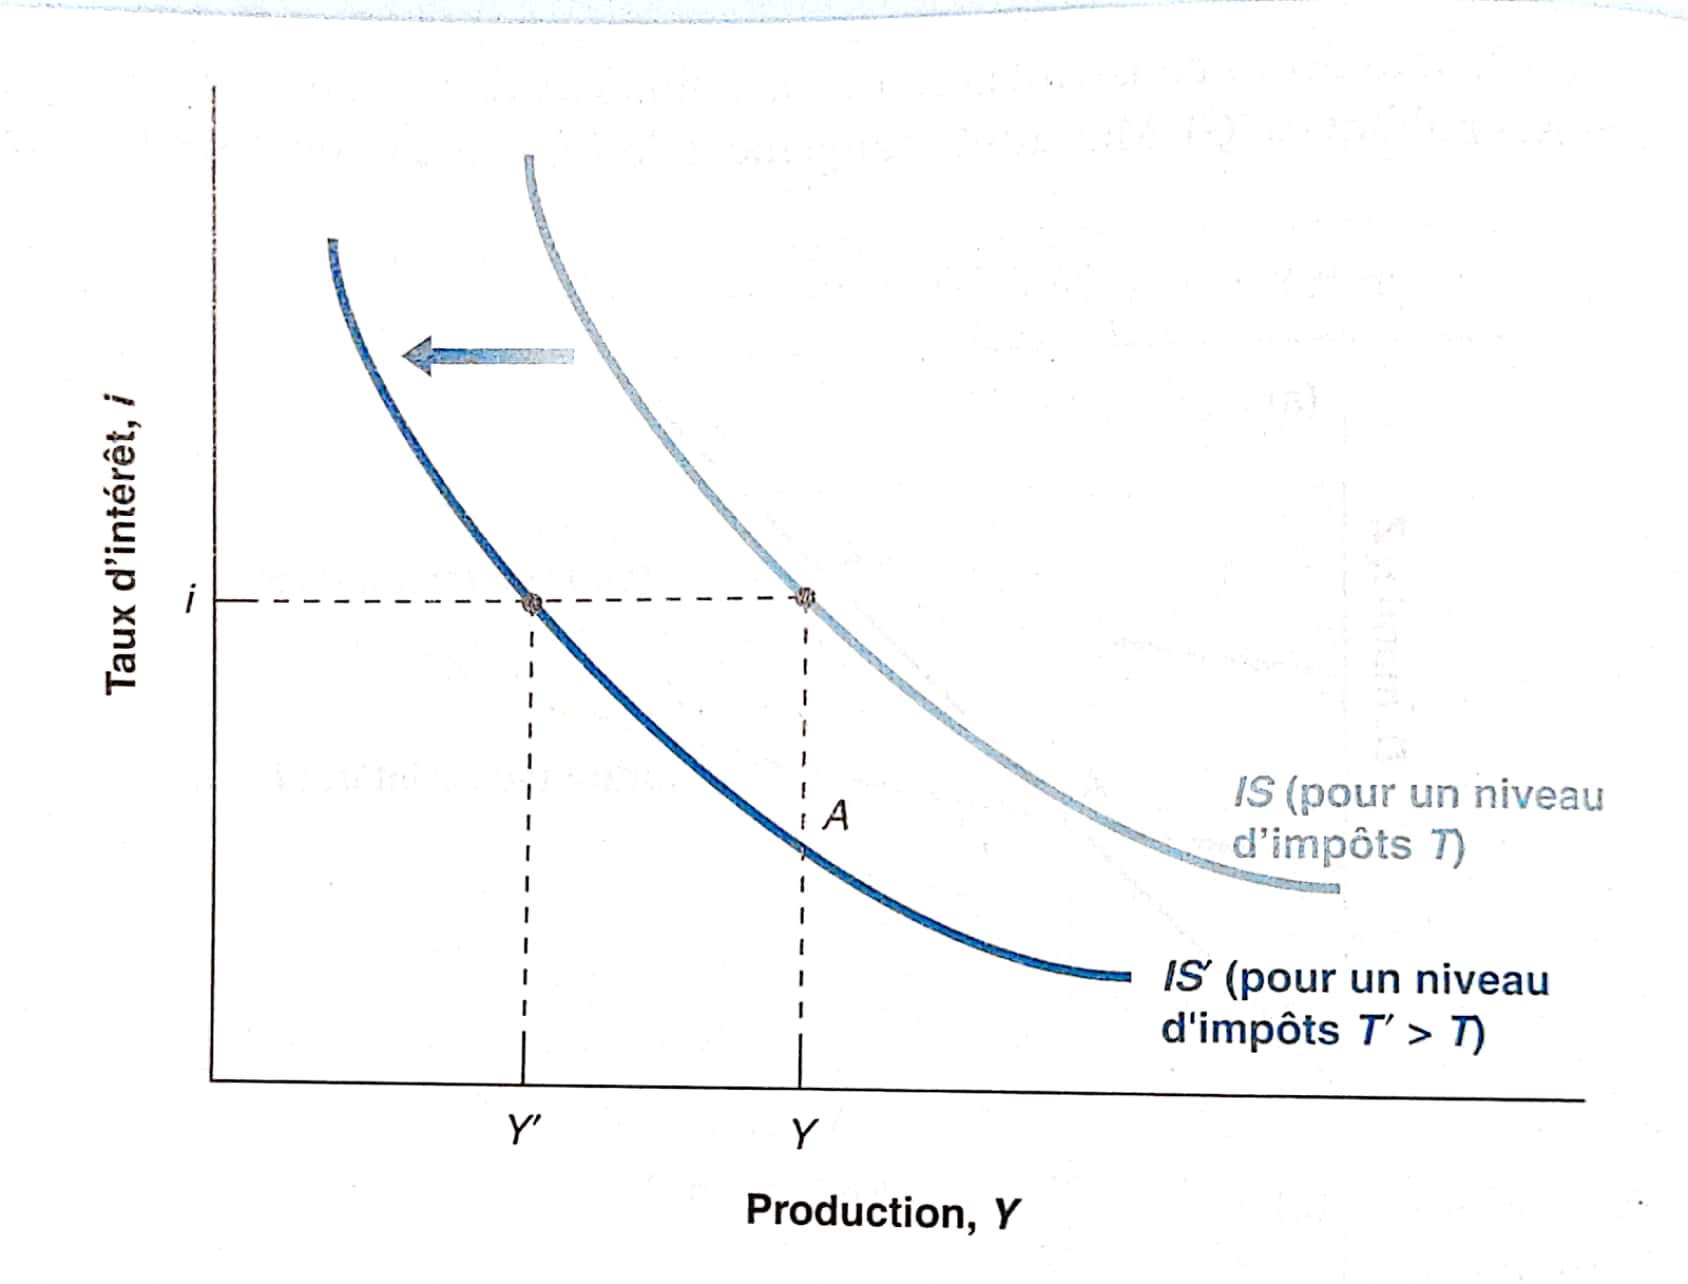 Taux d'intérêt, i
i
A
IS (pour un niveau
d'impôts T)
IS' (pour un niveau
d'impôts T' > T)
Y'
Y
Production, Y